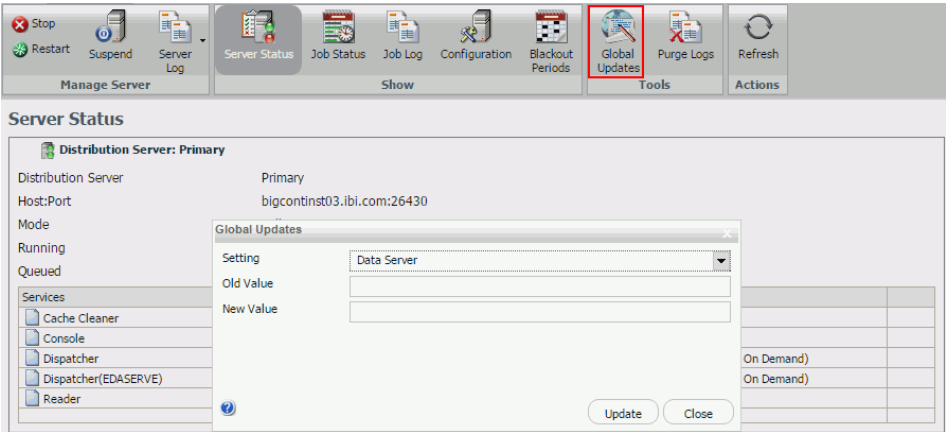 Stop
Restart
Suspend
Server Log
Manage Server
Server Status
Job Status
Job Log
Configuration
Blackout Periods
Show
Global Updates
Purge Logs
Tools
Refresh
Actions
Server Status
Distribution Server: Primary
Distribution Server Primary
Host:Port bigcontinst03.ibi.com:26430
Mode
Running
Queued
Global Updates
Setting Data Server
Old Value
New Value
Update Close
Services
Cache Cleaner
Console
Dispatcher On Demand)
Dispatcher(EDASERVE) On Demand)
Reader